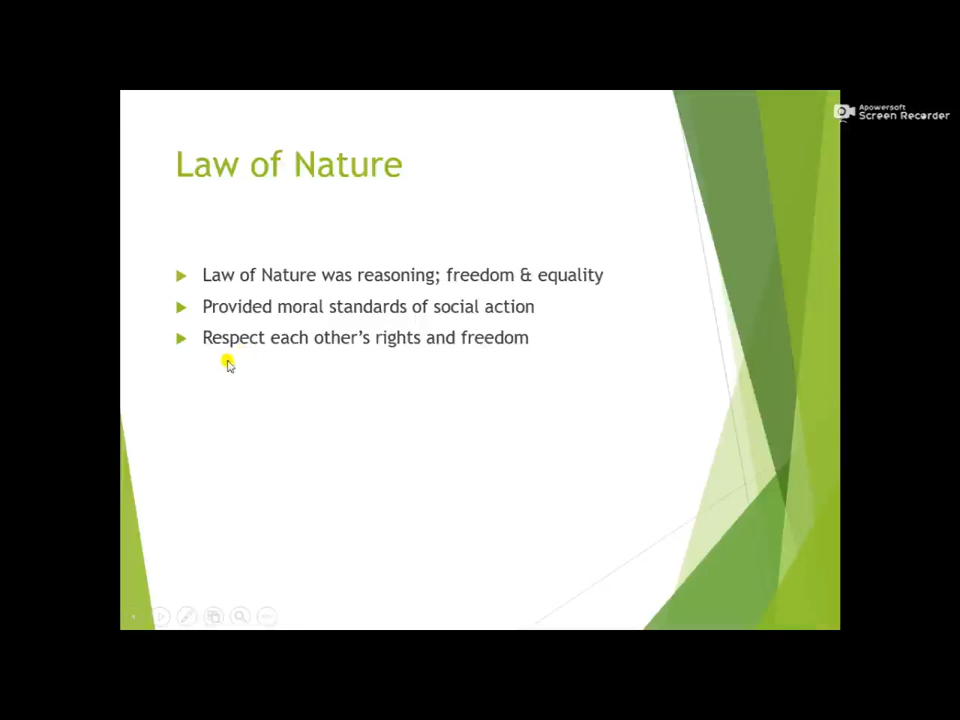 Apowersoft
Screen Recorder
Law of Nature
Law of Nature was reasoning; freedom & equality
Provided moral standards of social action
Respect each other's rights and freedom